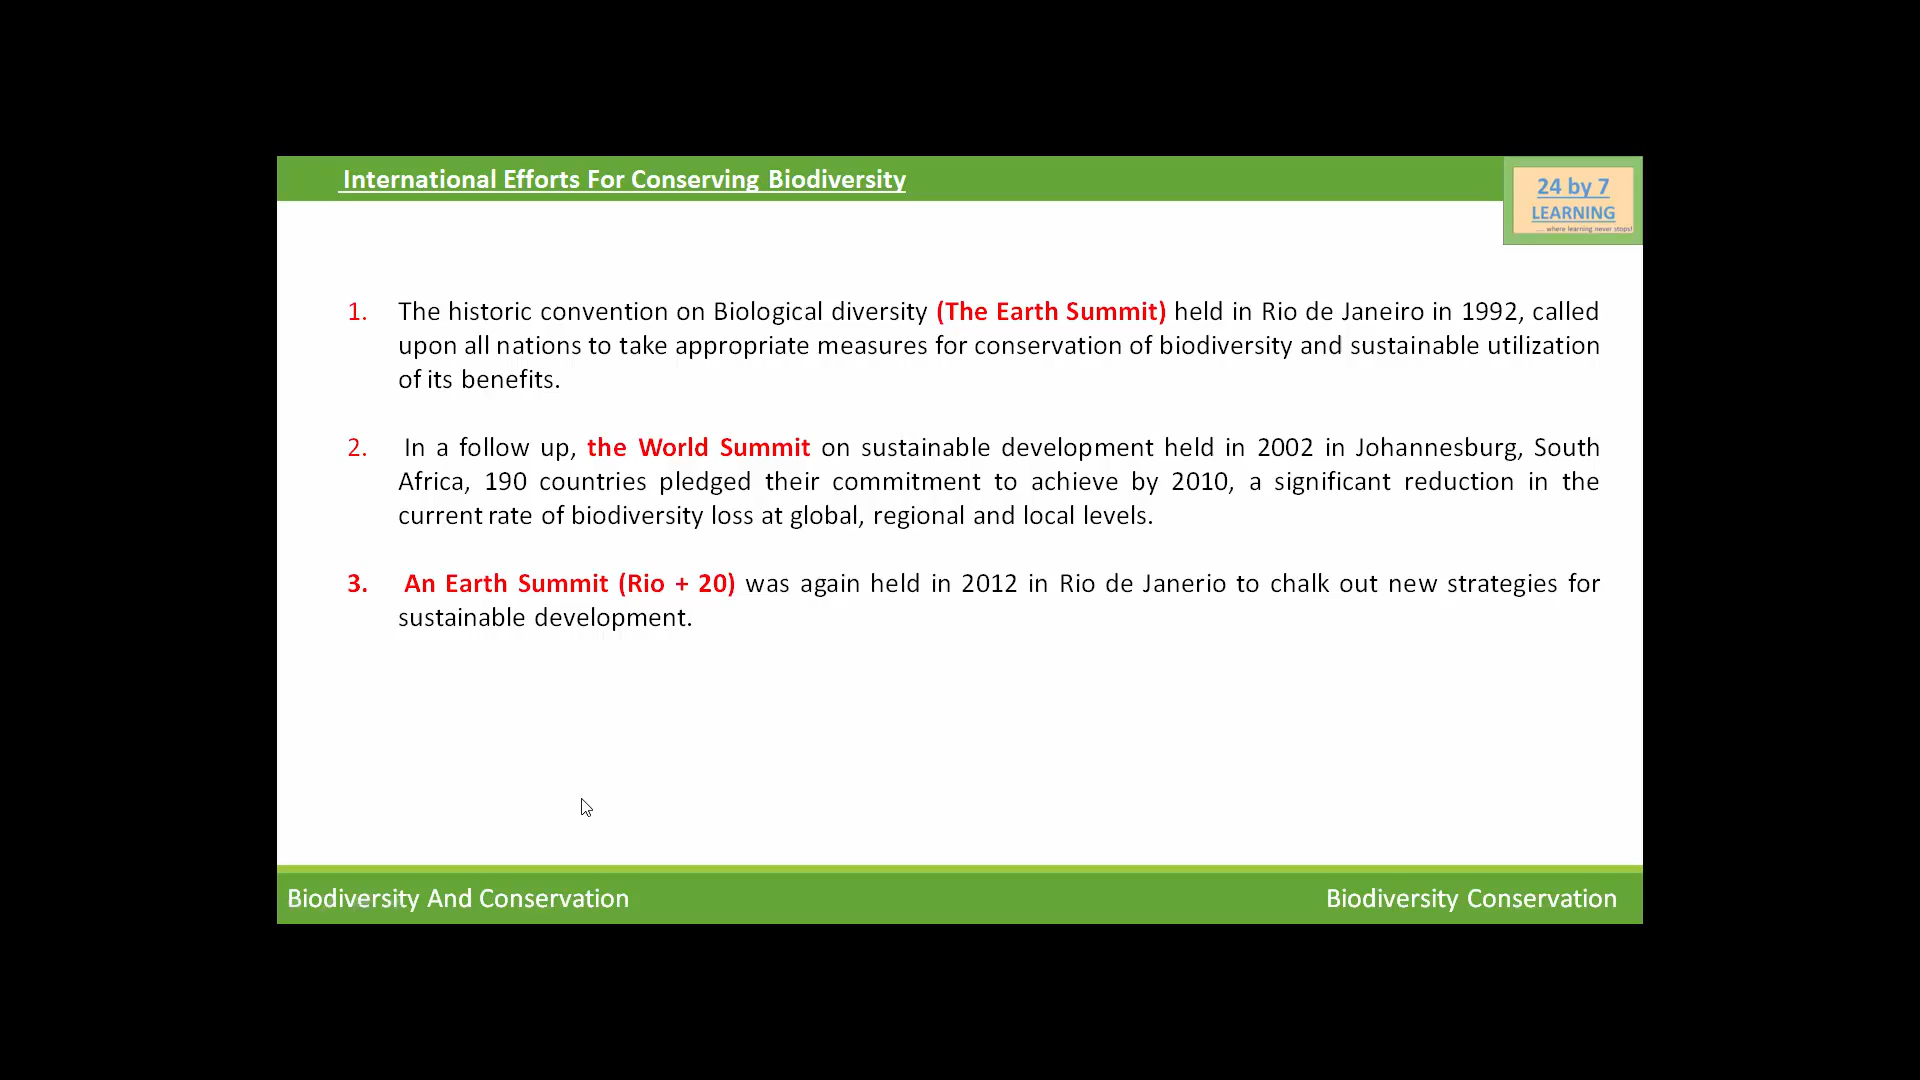 International Efforts For Conserving Biodiversity
24 by 7
LEARNING
.... where learning never stops!
1. The historic convention on Biological diversity (The Earth Summit) held in Rio de Janeiro in 1992, called
upon all nations to take appropriate measures for conservation of biodiversity and sustainable utilization
of its benefits.
2. In a follow up, the World Summit on sustainable development held in 2002 in Johannesburg, South
Africa, 190 countries pledged their commitment to achieve by 2010, a significant reduction in the
current rate of biodiversity loss at global, regional and local levels.
3. An Earth Summit (Rio + 20) was again held in 2012 in Rio de Janerio to chalk out new strategies for
sustainable development.
Biodiversity And Conservation
Biodiversity Conservation